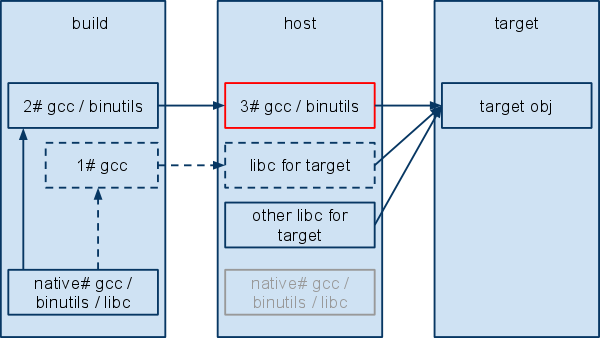 build
host
target
2# gcc / binutils
3# gcc / binutils
target obj
1# gcc
libc for target
other libc for
target
native# gcc /
binutils / libc
native# gcc /
binutils / libc